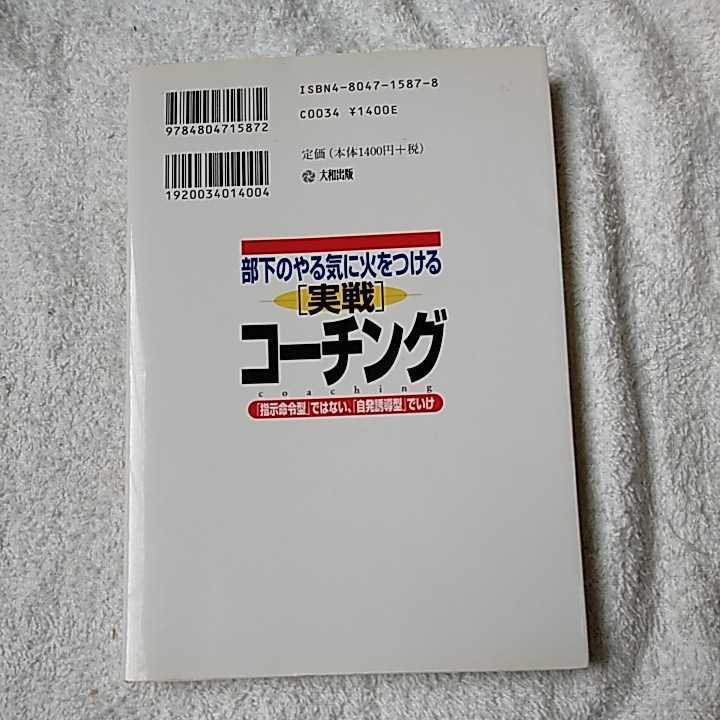 ISBN4-8047-1587-8
9784804715872
C0034 ¥1400E
定価(本体1400円+税)
大和出版
1920034014004
部下のやる気に火をつける
[実戦]
コーチング
coaching
「指示命令型」ではない、「自発誘導型」でいけ